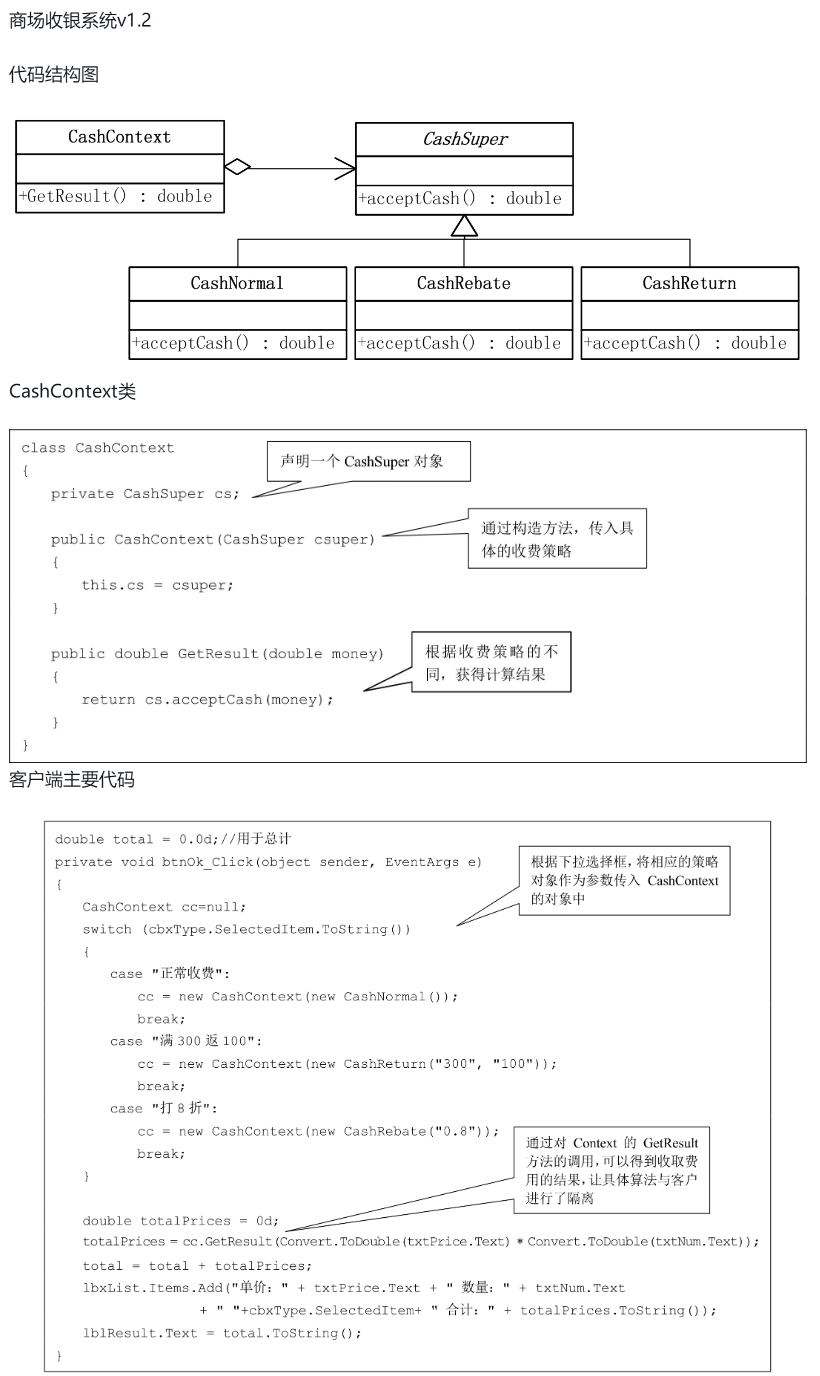 商场收银系统v1.2
代码结构图
CashContext
+GetResult() : double
CashSuper
+acceptCash() : double
CashNormal
+acceptCash() : double
CashRebate
+acceptCash() : double
CashReturn
+acceptCash() : double
CashContext类
class CashContext
{
private CashSuper cs;
声明一个 CashSuper 对象
public CashContext(CashSuper csuper)
通过构造方法，传入具
体的收费策略
{
this.cs = csuper;
}
public double GetResult(double money)
根据收费策略的不
同，获得计算结果
{
return cs.acceptCash(money);
}
}
客户端主要代码
double total = 0.0d;//用于总计
private void btnOk_Click(object sender, EventArgs e)
根据下拉选择框，将相应的策略
对象作为参数传入 CashContext
的对象中
{
CashContext cc=null;
switch (cbxType.SelectedItem.ToString())
{
case "正常收费":
cc = new CashContext(new CashNormal());
break;
case "满 300 返 100":
cc = new CashContext(new CashReturn("300", "100"));
break;
case "打 8 折":
cc = new CashContext(new CashRebate("0.8"));
break;
}
通过对 Context 的 GetResult
方法的调用，可以得到收取费
用的结果，让具体算法与客户
进行了隔离
double totalPrices = 0d;
totalPrices = cc.GetResult(Convert.ToDouble(txtPrice.Text) * Convert.ToDouble(txtNum.Text));
total = total + totalPrices;
lbxList.Items.Add("单价：" + txtPrice.Text + " 数量：" + txtNum.Text
+ " "+cbxType.SelectedItem+ " 合计：" + totalPrices.ToString());
lblResult.Text = total.ToString();
}